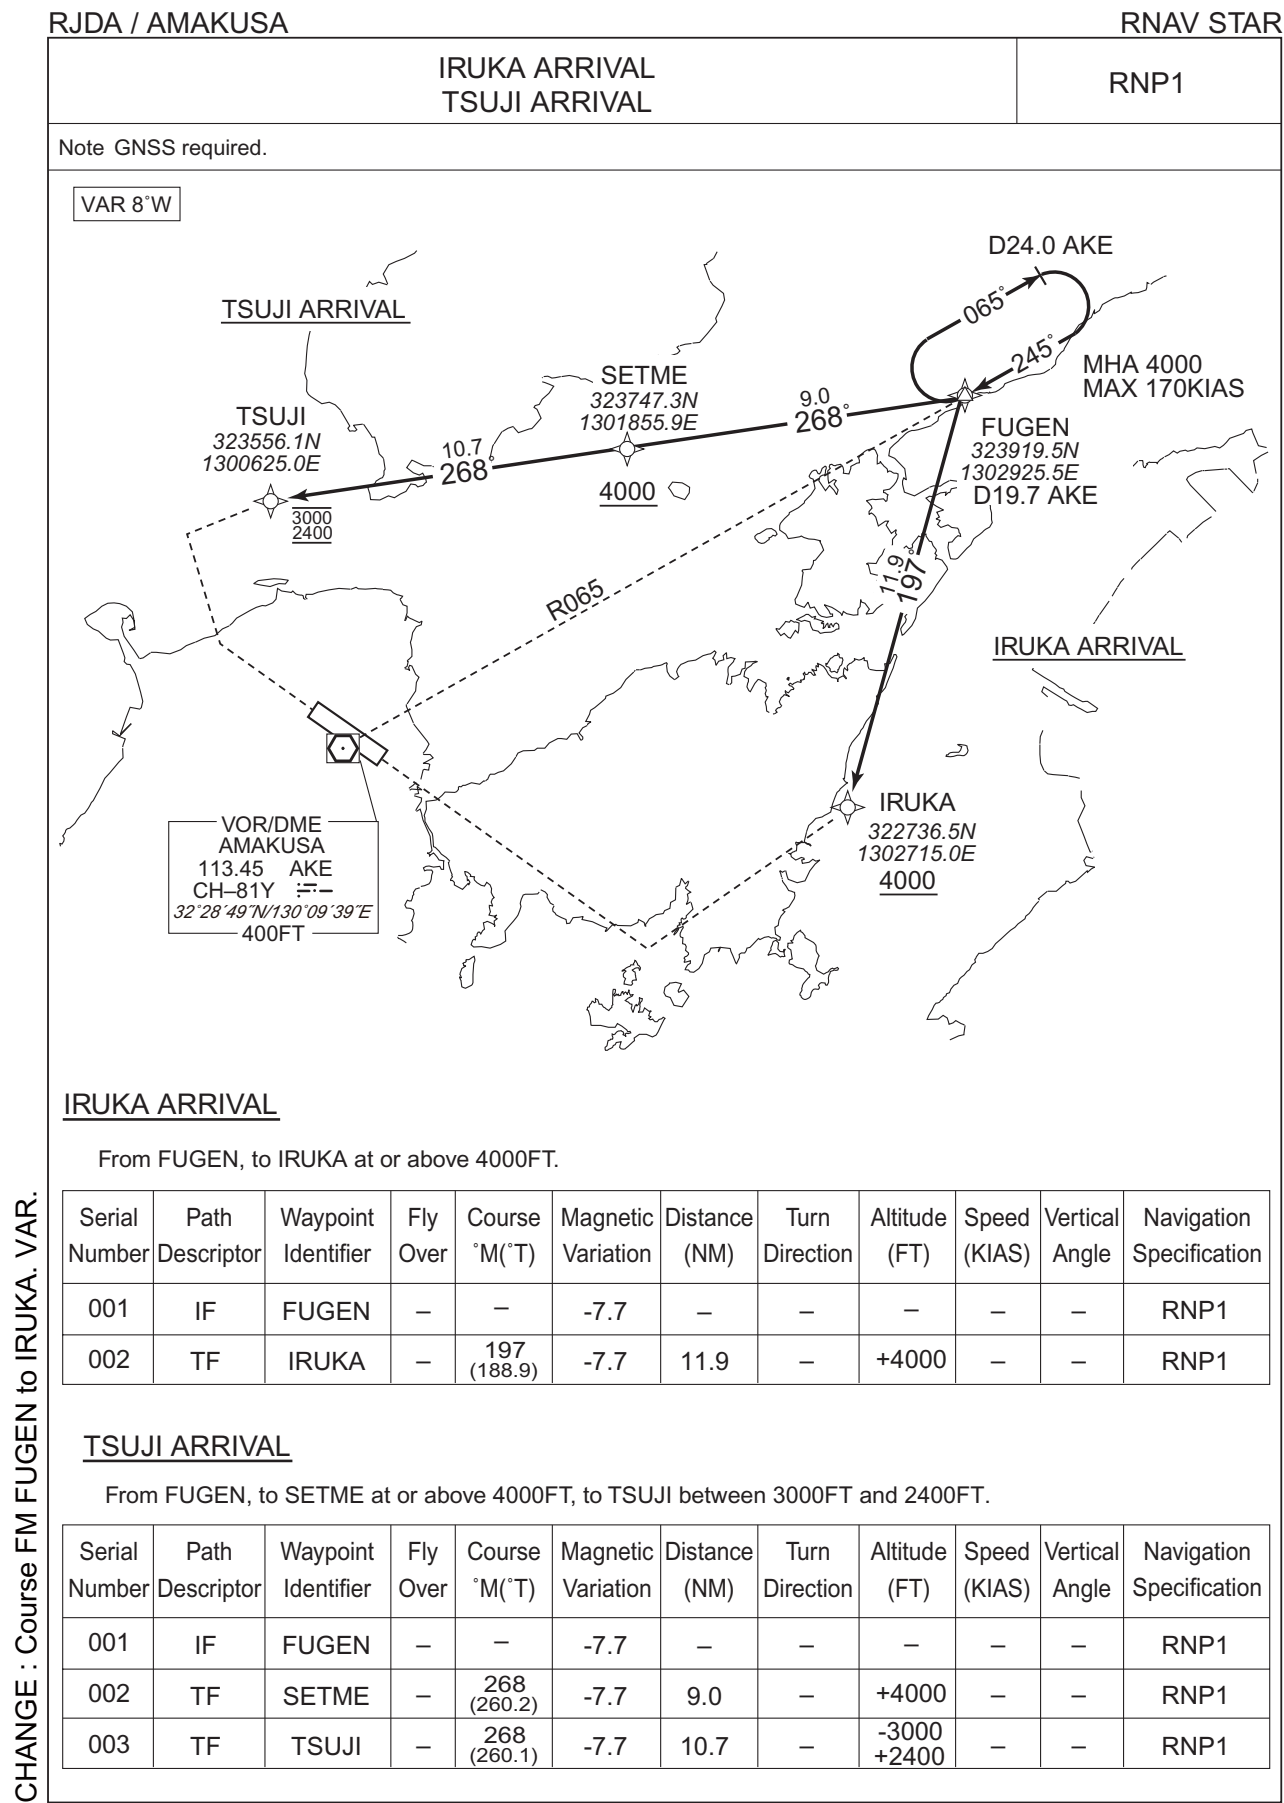 RJDA / AMAKUSA
RNAV STAR
IRUKA ARRIVAL
TSUJI ARRIVAL
RNP1
Note GNSS required.
VAR 8°W
D24.0 AKE
065°
245°
TSUJI ARRIVAL
MHA 4000
MAX 170KIAS
SETME
323747.3N
1301855.9E
9.0
268°
TSUJI
323556.1N
1300625.0E
10.7
268°
FUGEN
323919.5N
1302925.5E
D19.7 AKE
4000
3000
2400
11.9
197°
R065
IRUKA ARRIVAL
IRUKA
322736.5N
1302715.0E
4000
VOR/DME
AMAKUSA
113.45 AKE
CH–81Y
32°28´49˝N/130°09´39˝E
400FT
IRUKA ARRIVAL
From FUGEN, to IRUKA at or above 4000FT.
Serial Path Waypoint Fly Course Magnetic Distance Turn Altitude Speed Vertical Navigation
Number Descriptor Identifier Over °M(°T) Variation (NM) Direction (FT) (KIAS) Angle Specification
001 IF FUGEN – – -7.7 – – – – – RNP1
002 TF IRUKA – 197 (188.9) -7.7 11.9 – +4000 – – RNP1
TSUJI ARRIVAL
From FUGEN, to SETME at or above 4000FT, to TSUJI between 3000FT and 2400FT.
Serial Path Waypoint Fly Course Magnetic Distance Turn Altitude Speed Vertical Navigation
Number Descriptor Identifier Over °M(°T) Variation (NM) Direction (FT) (KIAS) Angle Specification
001 IF FUGEN – – -7.7 – – – – – RNP1
002 TF SETME – 268 (260.2) -7.7 9.0 – +4000 – – RNP1
003 TF TSUJI – 268 (260.1) -7.7 10.7 – -3000 +2400 – – RNP1
CHANGE : Course FM FUGEN to IRUKA. VAR.